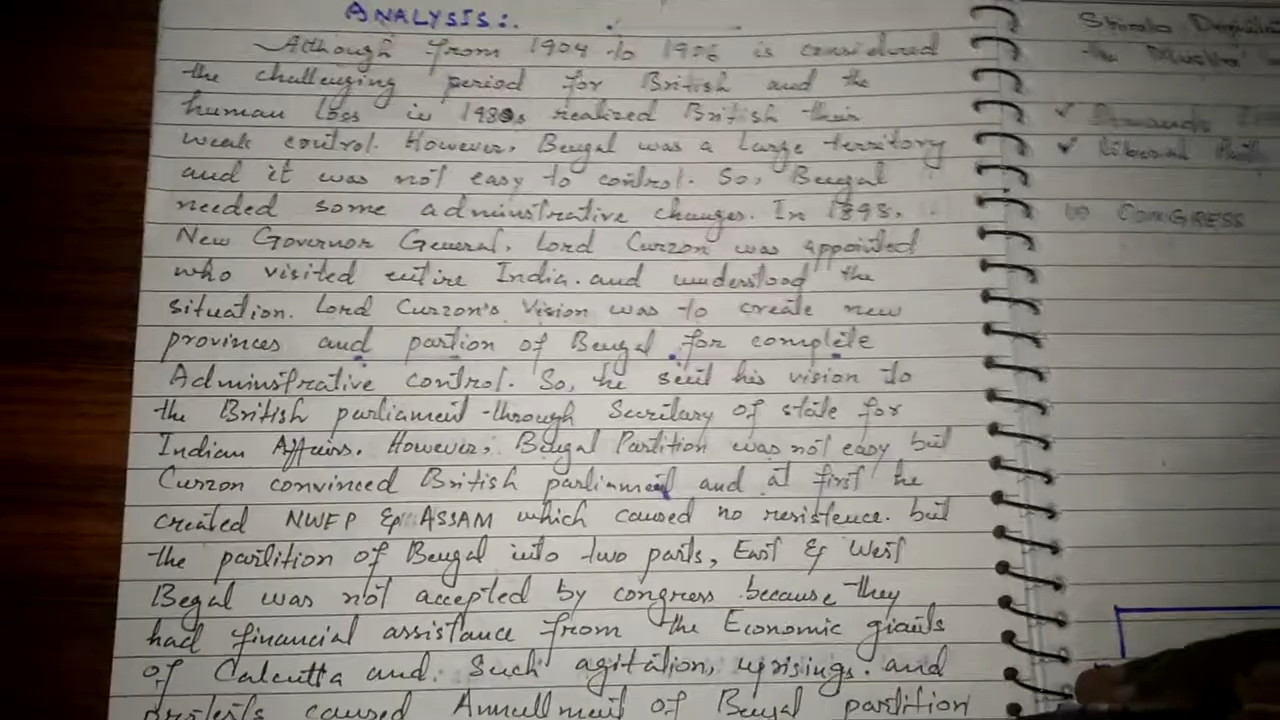 ANALYSIS:.
Although from 1904 to 1906 is considered
the challenging period for British and the
human loss in 1980s realized British their
weak control. However, Bengal was a large territory
and it was not easy to control. So, Bengal
needed some adminstrative changes. In 1898,
New Governor General, Lord Curzon was appointed
who visited entire India. and understood the
situation. Lord Curzon's Vision was to create new
provinces and partion of Bengal for complete
Adminstrative control. So, he sent his vision to
the British parliament through Secretary of state for
Indian Affairs. However, Bengal Partition was not easy but
Curzon convinced British parliament and at first he
created NWFP & ASSAM which caused no resistence. but
the partition of Bengal into two parts, East & West
Begal was not accepted by congress because they
had financial assistance from the Economic giants
of Calcutta and. Such agitation, uprisings. and
protests caused Annullment of Bengal partition
Shimla
the
Demands
Liberal
CONGRESS